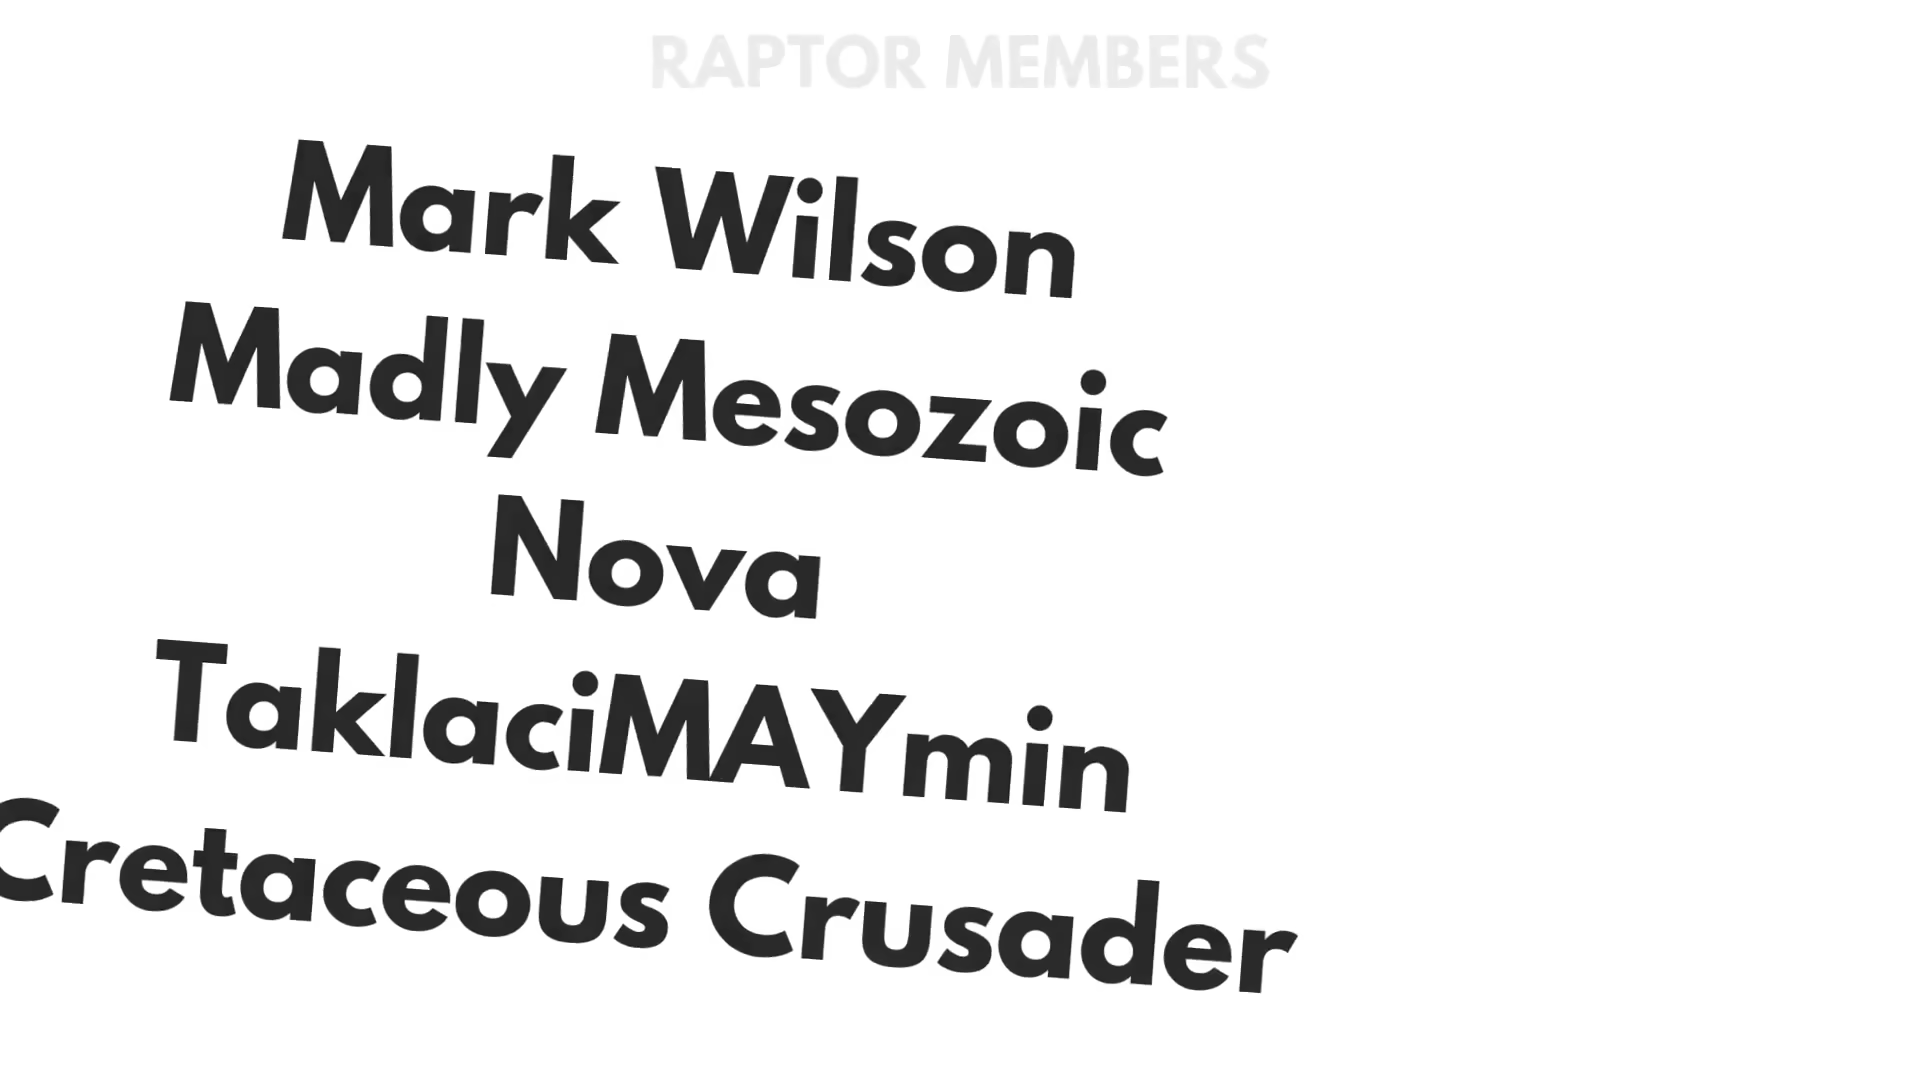 RAPTOR MEMBERS
Mark Wilson
Madly Mesozoic
Nova
TaklaciMAYmin
Cretaceous Crusader